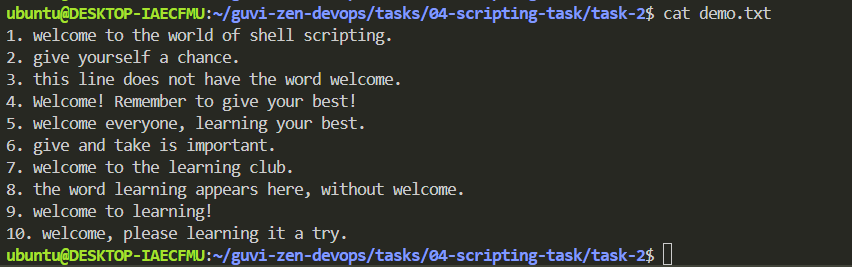 ubuntu@DESKTOP-IAECFMU:~/guvi-zen-devops/tasks/04-scripting-task/task-2$ cat demo.txt
1. welcome to the world of shell scripting.
2. give yourself a chance.
3. this line does not have the word welcome.
4. Welcome! Remember to give your best!
5. welcome everyone, learning your best.
6. give and take is important.
7. welcome to the learning club.
8. the word learning appears here, without welcome.
9. welcome to learning!
10. welcome, please learning it a try.
ubuntu@DESKTOP-IAECFMU:~/guvi-zen-devops/tasks/04-scripting-task/task-2$